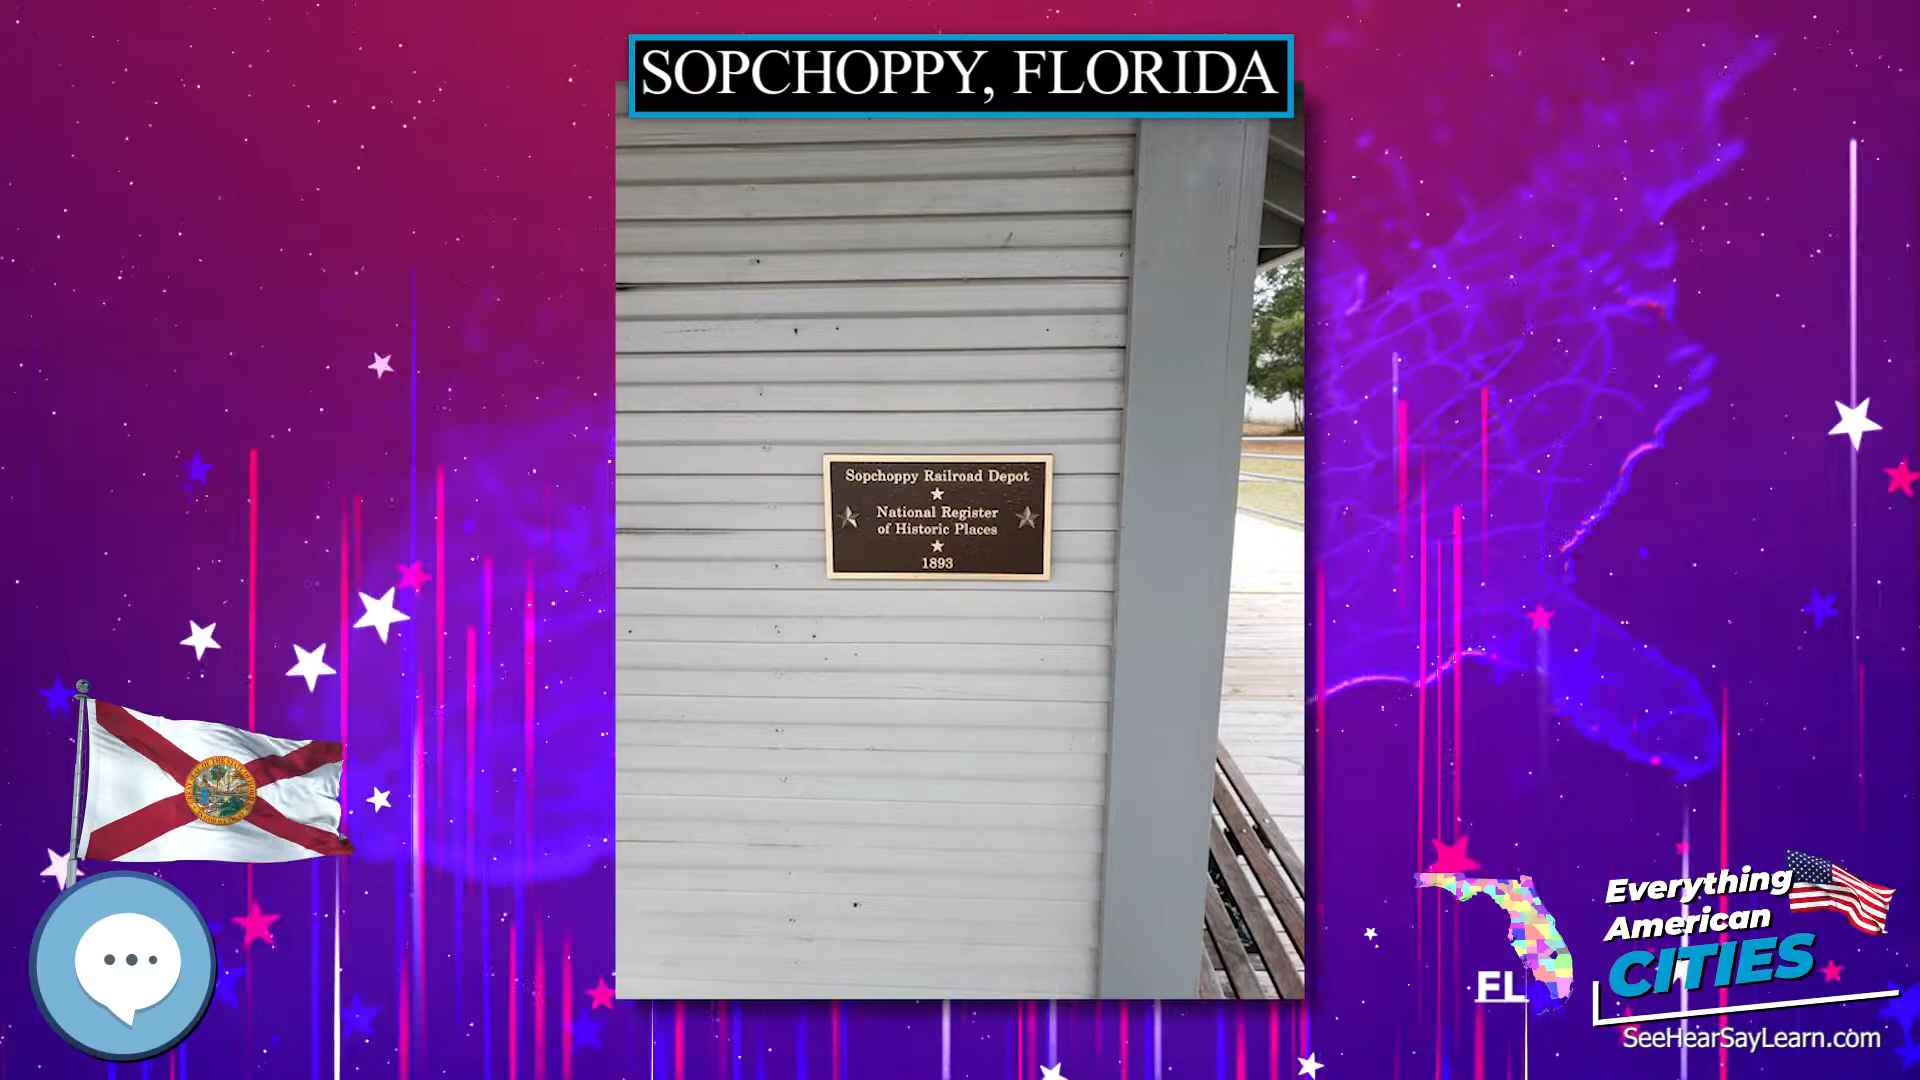 SOPCHOPPY, FLORIDA
Sopchoppy Railroad Depot
National Register
of Historic Places
1893
FL
Everything
American
CITIES
SeeHearSayLearn.com